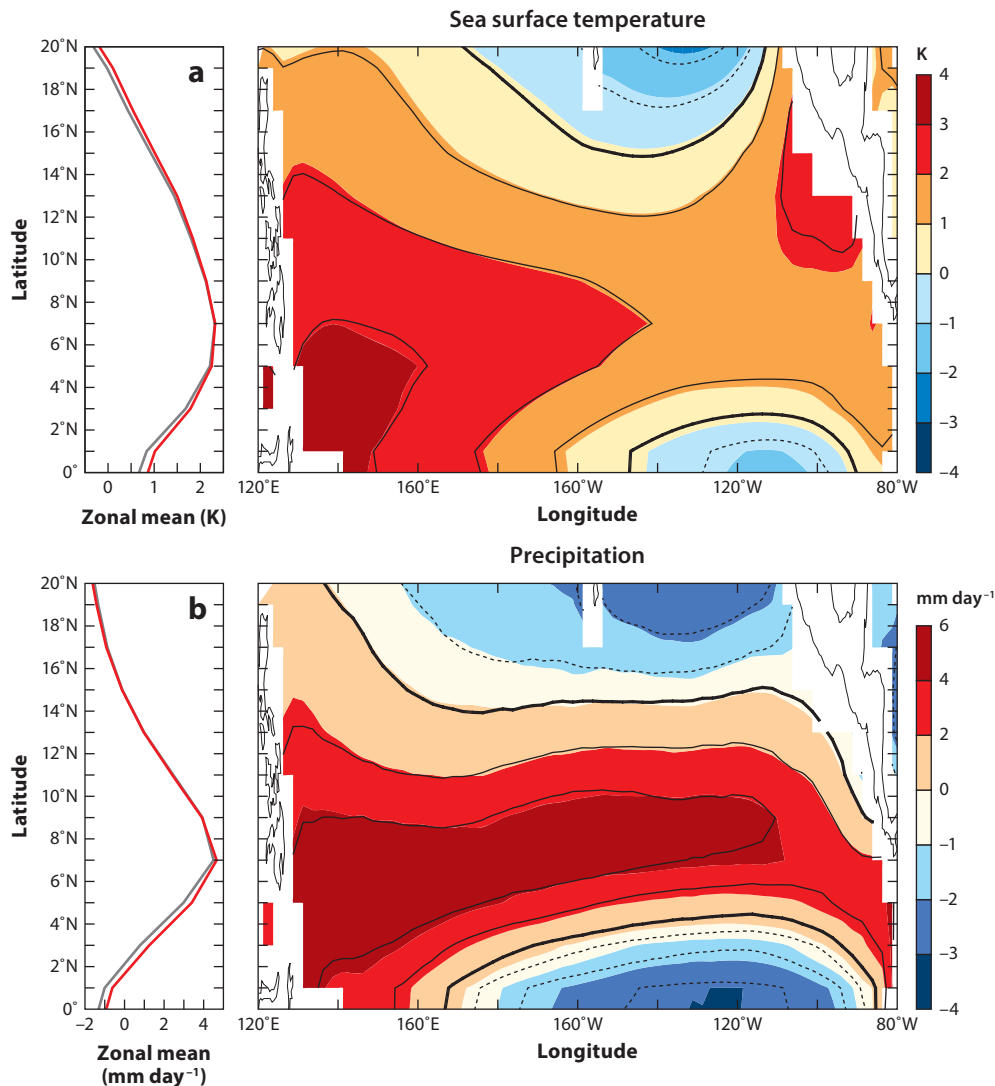 Sea surface temperature
20°N
18°N
16°N
14°N
12°N
10°N
8°N
6°N
4°N
2°N
0°
Latitude
a
0
1
2
Zonal mean (K)
120°E
160°E
160°W
120°W
80°W
Longitude
K
4
3
2
1
0
−1
−2
−3
−4
Precipitation
20°N
18°N
16°N
14°N
12°N
10°N
8°N
6°N
4°N
2°N
0°
Latitude
b
−2
0
2
4
Zonal mean
(mm day⁻¹)
120°E
160°E
160°W
120°W
80°W
Longitude
mm day⁻¹
6
4
2
0
−1
−2
−3
−4